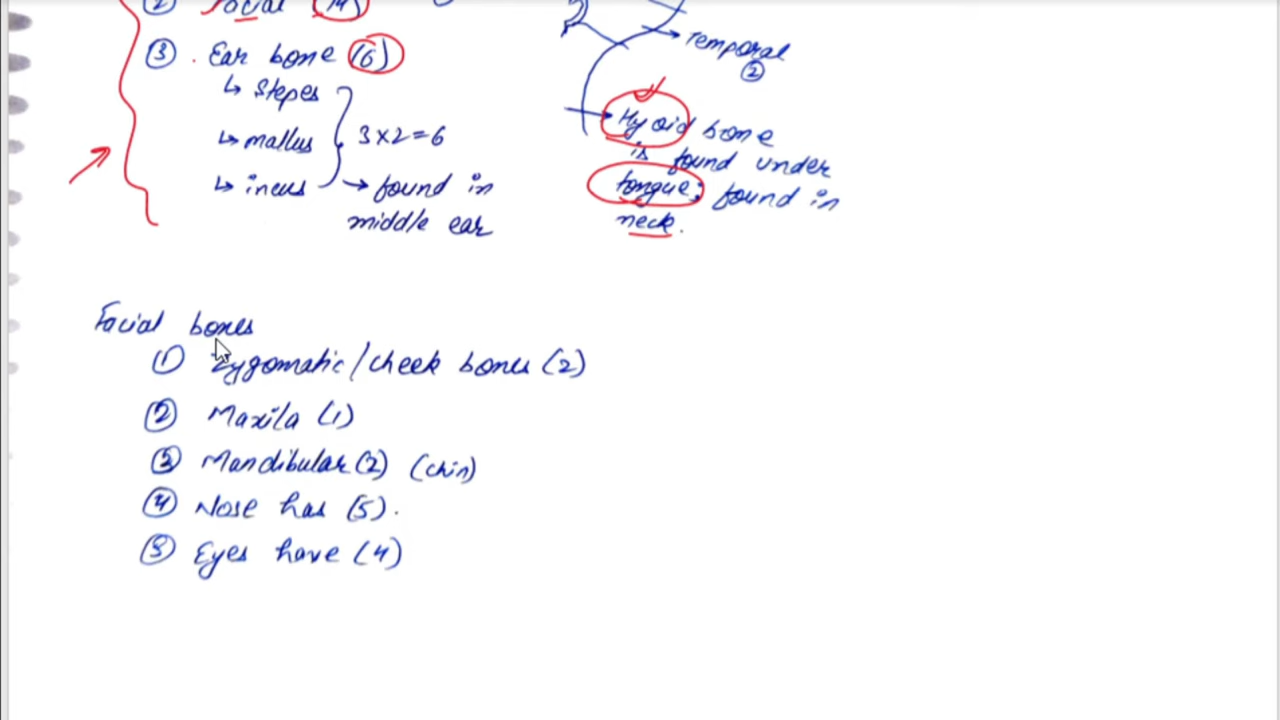 ② Facial (14)
③ . Ear bone (6)
↳ stepes
↳ mallus
↳ incus
3×2=6
→ found in
middle ear
Temporal
②
Hyoid bone
is found under
tongue; found in
neck.
Facial bones
① Zygomatic/cheek bones (2)
② Maxila (1)
③ Mandibular (2) (chin)
④ Nose has (5).
⑤ Eyes have (4)